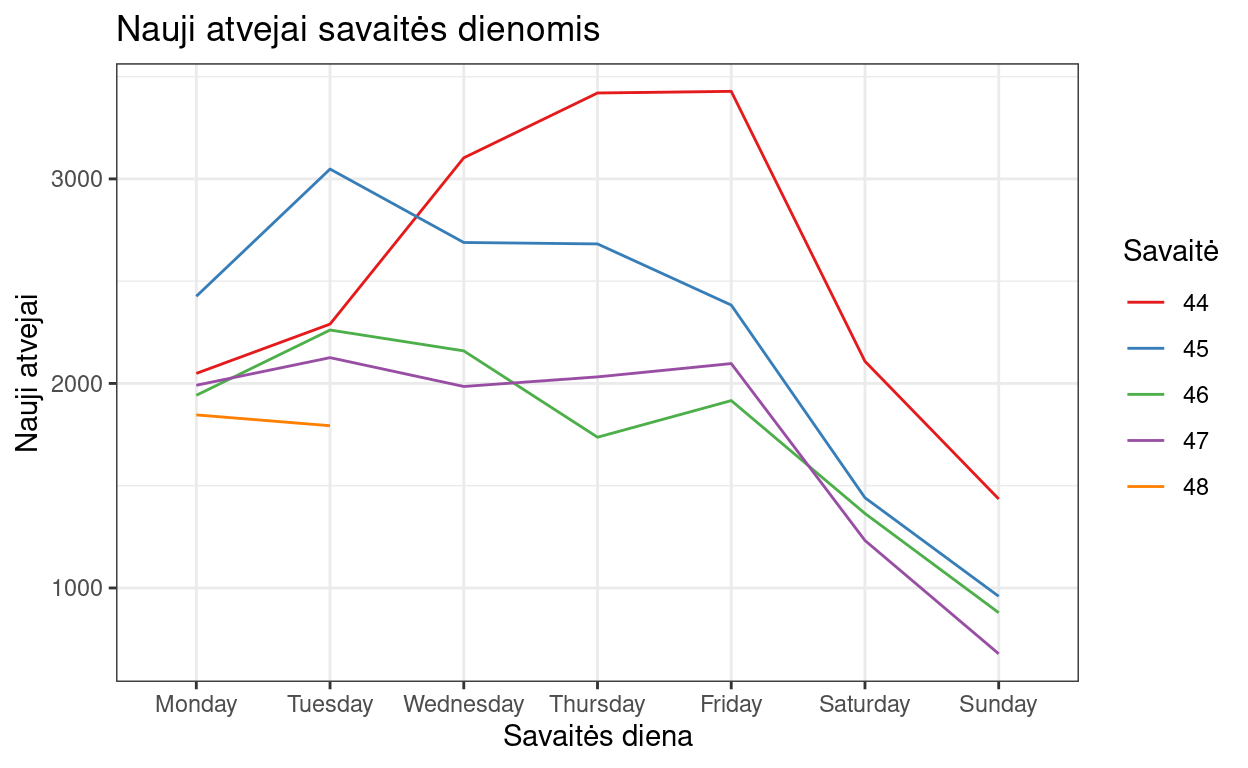 Nauji atvejai savaitės dienomis
Nauji atvejai
3000
2000
1000
Monday Tuesday Wednesday Thursday Friday Saturday Sunday
Savaitės diena
Savaitė
44
45
46
47
48